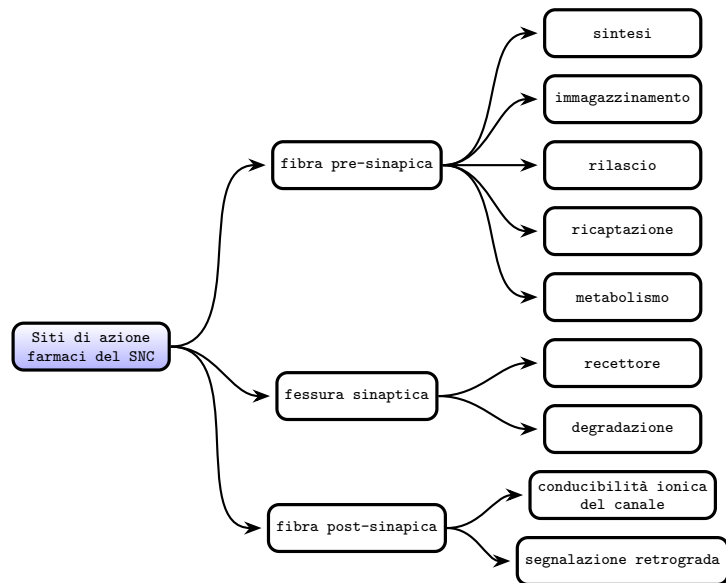 Siti di azione
farmaci del SNC
fibra pre-sinapica
sintesi
immagazzinamento
rilascio
ricaptazione
metabolismo
fessura sinaptica
recettore
degradazione
fibra post-sinapica
conducibilità ionica
del canale
segnalazione retrograda